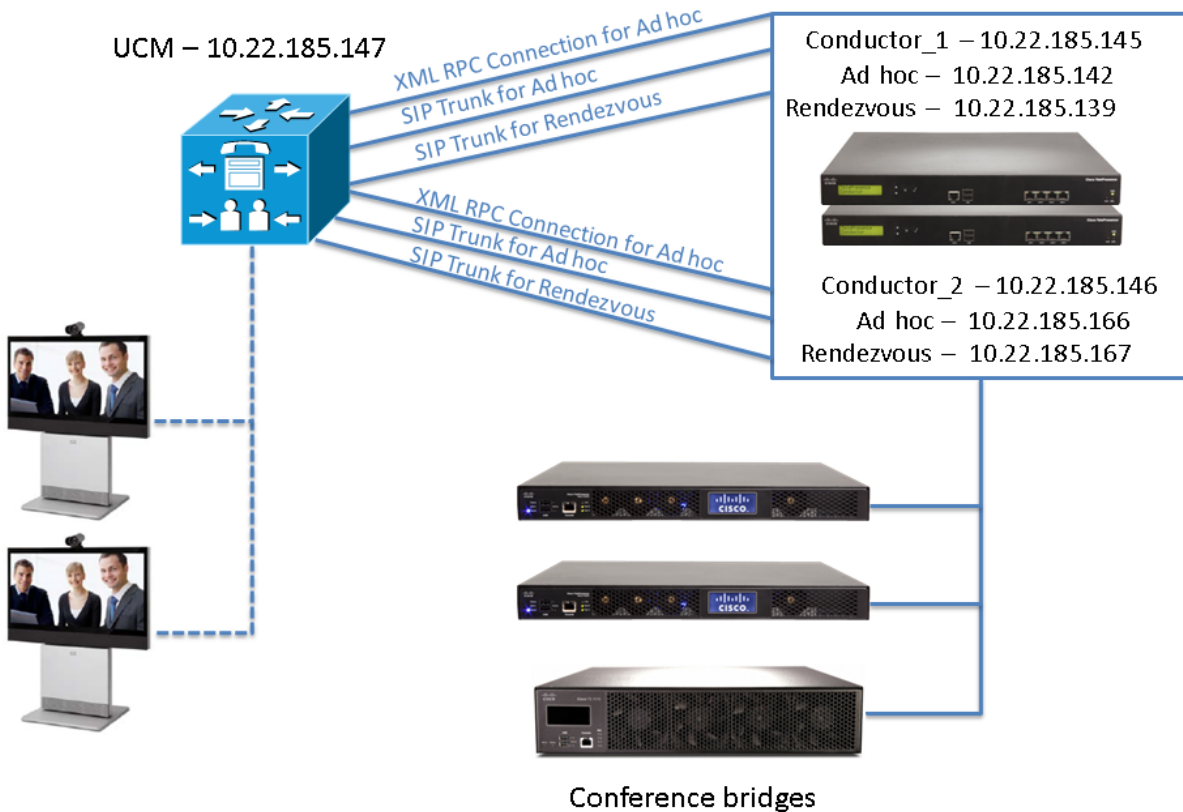 UCM – 10.22.185.147
XML RPC Connection for Ad hoc
SIP Trunk for Ad hoc
SIP Trunk for Rendezvous
XML RPC Connection for Ad hoc
SIP Trunk for Ad hoc
SIP Trunk for Rendezvous
Conductor_1 – 10.22.185.145
Ad hoc – 10.22.185.142
Rendezvous – 10.22.185.139
Conductor_2 – 10.22.185.146
Ad hoc – 10.22.185.166
Rendezvous – 10.22.185.167
CISCO.
CISCO.
Conference bridges